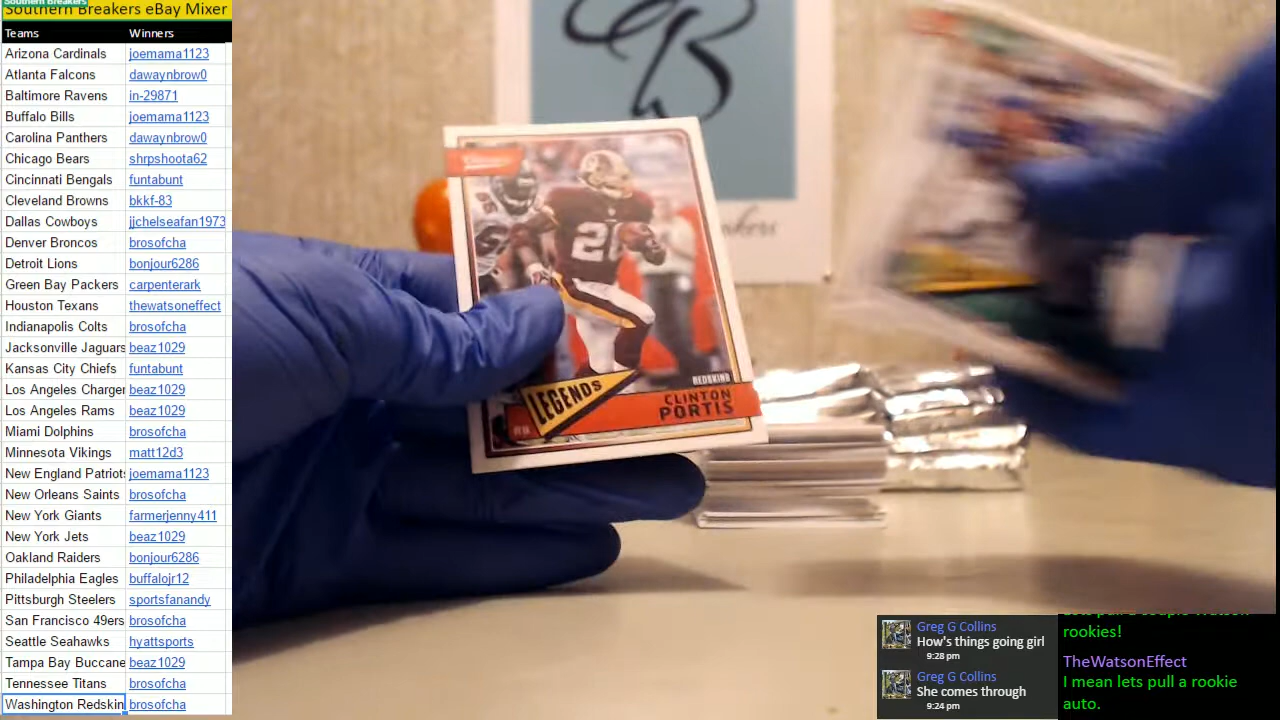 Southern Breakers
Southern Breakers eBay Mixer
Teams Winners
Arizona Cardinals joemama1123
Atlanta Falcons dawaynbrow0
Baltimore Ravens in-29871
Buffalo Bills joemama1123
Carolina Panthers dawaynbrow0
Chicago Bears shrpshoota62
Cincinnati Bengals funtabunt
Cleveland Browns bkkf-83
Dallas Cowboys jjchelseafan1973
Denver Broncos brosofcha
Detroit Lions bonjour6286
Green Bay Packers carpenterark
Houston Texans thewatsoneffect
Indianapolis Colts brosofcha
Jacksonville Jaguars beaz1029
Kansas City Chiefs funtabunt
Los Angeles Charger beaz1029
Los Angeles Rams beaz1029
Miami Dolphins brosofcha
Minnesota Vikings matt12d3
New England Patriots joemama1123
New Orleans Saints brosofcha
New York Giants farmerjenny411
New York Jets beaz1029
Oakland Raiders bonjour6286
Philadelphia Eagles buffalojr12
Pittsburgh Steelers sportsfanandy
San Francisco 49ers brosofcha
Seattle Seahawks hyattsports
Tampa Bay Buccane beaz1029
Tennessee Titans brosofcha
Washington Redskin brosofcha
REDSKINS
LEGENDS
CLINTON
PORTIS
Greg G Collins
How's things going girl
9:28 pm
Greg G Collins
She comes through
9:24 pm
rookies!
TheWatsonEffect
I mean lets pull a rookie
auto.